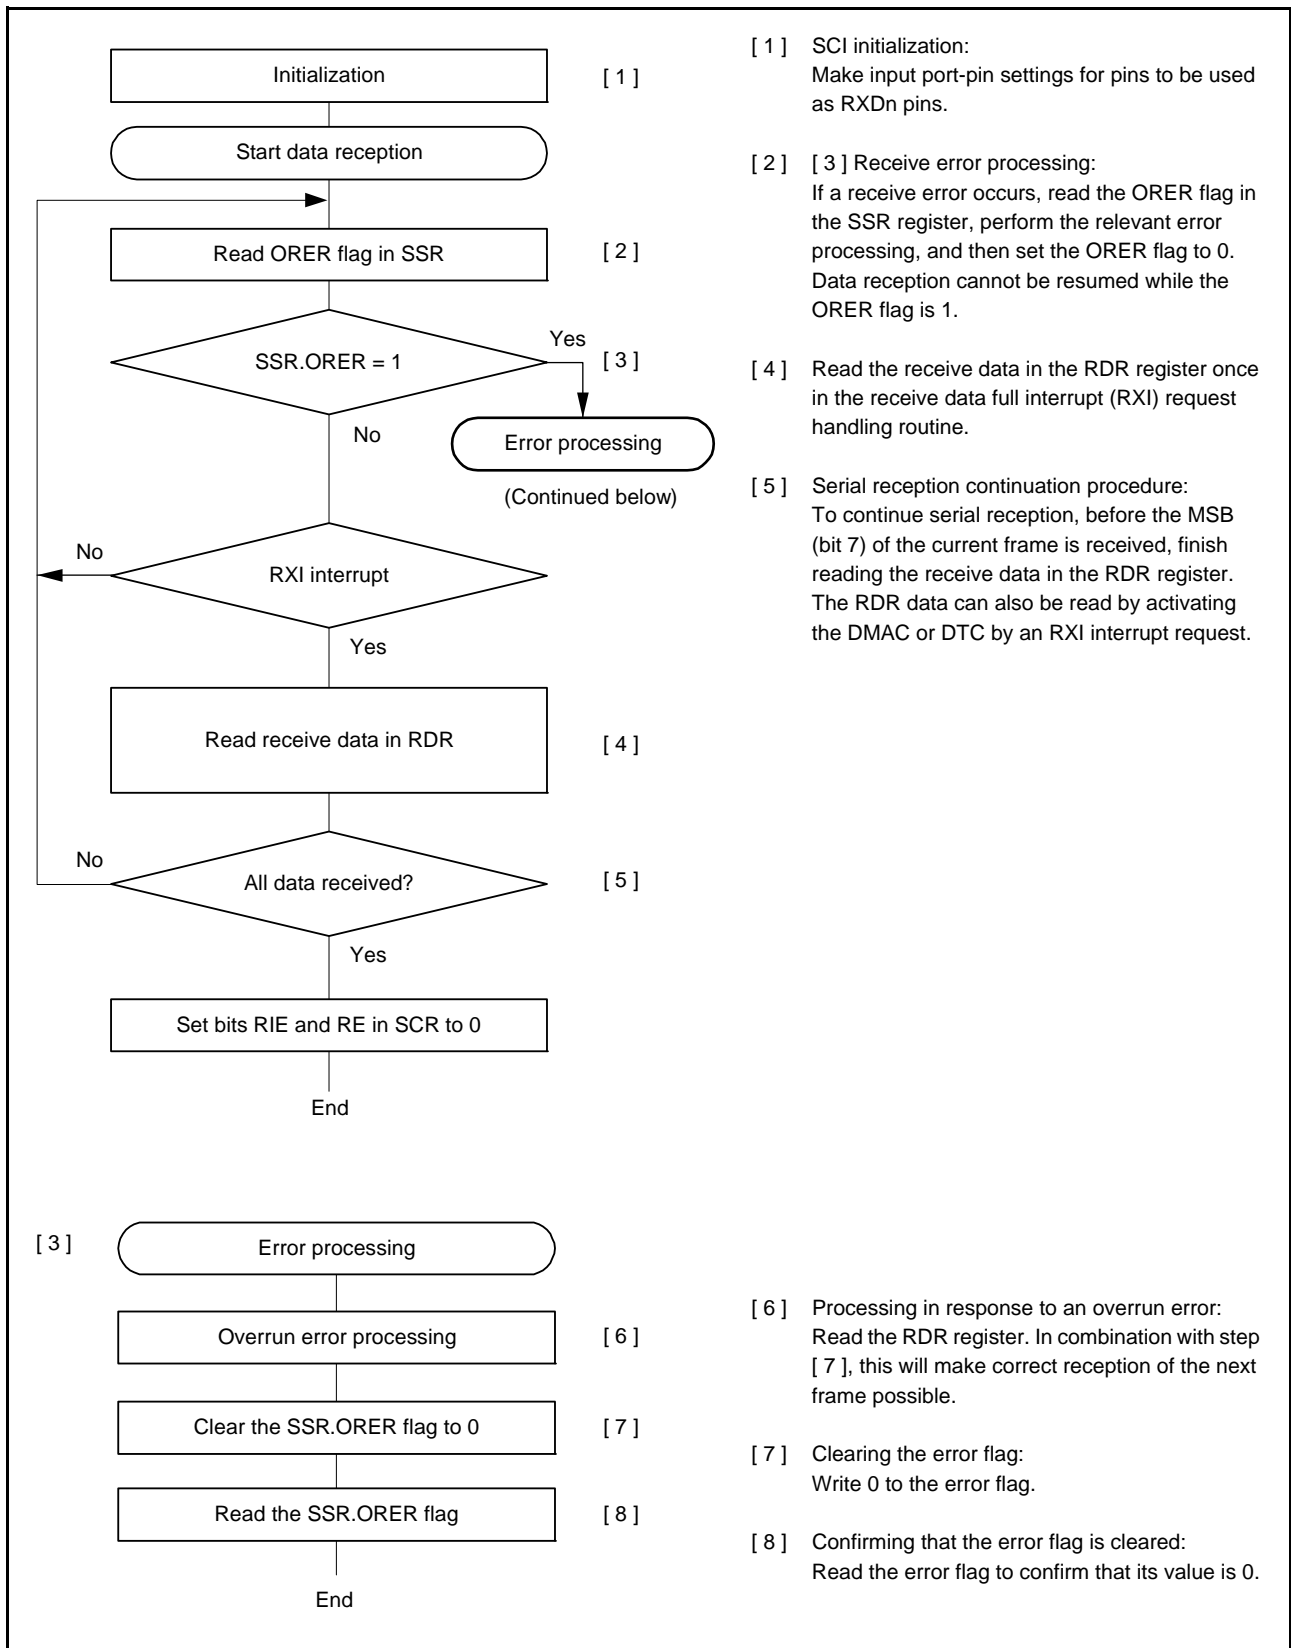 Initialization
[ 1 ]
Start data reception
Read ORER flag in SSR
[ 2 ]
SSR.ORER = 1
Yes
[ 3 ]
No
Error processing
(Continued below)
No
RXI interrupt
Yes
Read receive data in RDR
[ 4 ]
No
All data received?
[ 5 ]
Yes
Set bits RIE and RE in SCR to 0
End
[ 1 ] SCI initialization:
Make input port-pin settings for pins to be used
as RXDn pins.
[ 2 ] [ 3 ] Receive error processing:
If a receive error occurs, read the ORER flag in
the SSR register, perform the relevant error
processing, and then set the ORER flag to 0.
Data reception cannot be resumed while the
ORER flag is 1.
[ 4 ] Read the receive data in the RDR register once
in the receive data full interrupt (RXI) request
handling routine.
[ 5 ] Serial reception continuation procedure:
To continue serial reception, before the MSB
(bit 7) of the current frame is received, finish
reading the receive data in the RDR register.
The RDR data can also be read by activating
the DMAC or DTC by an RXI interrupt request.
[ 3 ]
Error processing
Overrun error processing
[ 6 ]
Clear the SSR.ORER flag to 0
[ 7 ]
Read the SSR.ORER flag
[ 8 ]
End
[ 6 ] Processing in response to an overrun error:
Read the RDR register. In combination with step
[ 7 ], this will make correct reception of the next
frame possible.
[ 7 ] Clearing the error flag:
Write 0 to the error flag.
[ 8 ] Confirming that the error flag is cleared:
Read the error flag to confirm that its value is 0.